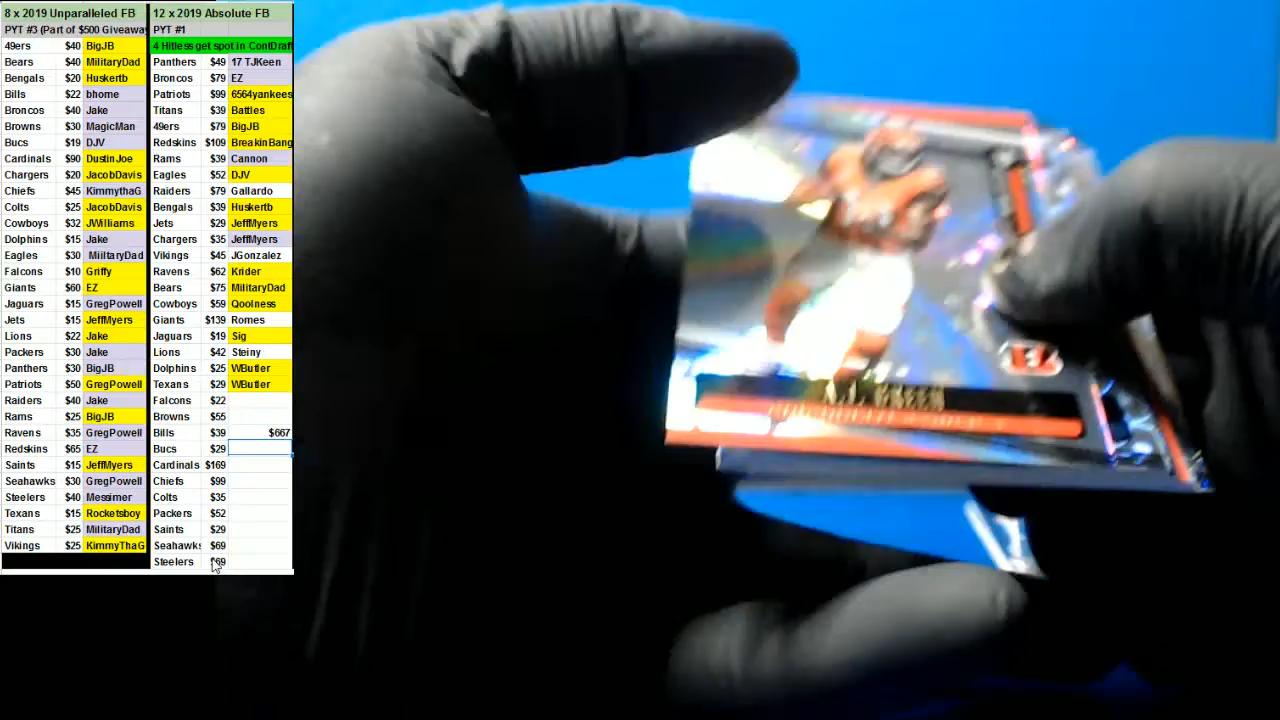 8 x 2019 Unparalleled FB
PYT #3 (Part of $500 Giveaway
49ers $40 BigJB
Bears $40 MilitaryDad
Bengals $20 Huskertb
Bills $22 bhome
Broncos $40 Jake
Browns $30 MagicMan
Bucs $19 DJV
Cardinals $90 DustinJoe
Chargers $20 JacobDavis
Chiefs $45 KimmythaG
Colts $25 JacobDavis
Cowboys $32 JWilliams
Dolphins $15 Jake
Eagles $30 MiiltaryDad
Falcons $10 Griffy
Giants $60 EZ
Jaguars $15 GregPowell
Jets $15 JeffMyers
Lions $22 Jake
Packers $30 Jake
Panthers $30 BigJB
Patriots $50 GregPowell
Raiders $40 Jake
Rams $25 BigJB
Ravens $35 GregPowell
Redskins $65 EZ
Saints $15 JeffMyers
Seahawks $30 GregPowell
Steelers $40 Messimer
Texans $15 Rocketsboy
Titans $25 MilitaryDad
Vikings $25 KimmyThaG
12 x 2019 Absolute FB
PYT #1
4 Hitless get spot in ContDraft
Panthers $49 17 TJKeen
Broncos $79 EZ
Patriots $99 6564yankees
Titans $39 Battles
49ers $79 BigJB
Redskins $109 BreakinBang
Rams $39 Cannon
Eagles $52 DJV
Raiders $79 Gallardo
Bengals $39 Huskertb
Jets $29 JeffMyers
Chargers $35 JeffMyers
Vikings $45 JGonzalez
Ravens $62 Krider
Bears $75 MilitaryDad
Cowboys $59 Qoolness
Giants $139 Romes
Jaguars $19 Sig
Lions $42 Steiny
Dolphins $25 WButler
Texans $29 WButler
Falcons $22
Browns $55
Bills $39 $667
Bucs $29
Cardinals $169
Chiefs $99
Colts $35
Packers $52
Saints $29
Seahawks $69
Steelers $69
A.J. GREEN